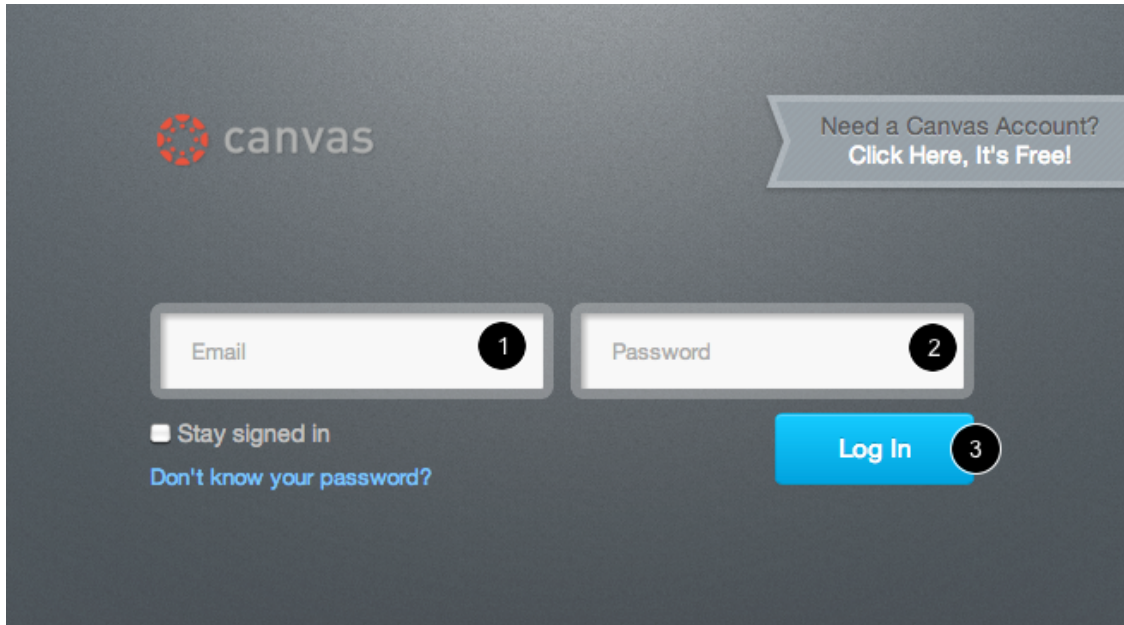 canvas
Need a Canvas Account?
Click Here, It's Free!
Email 1
Password 2
Stay signed in
Log In 3
Don't know your password?